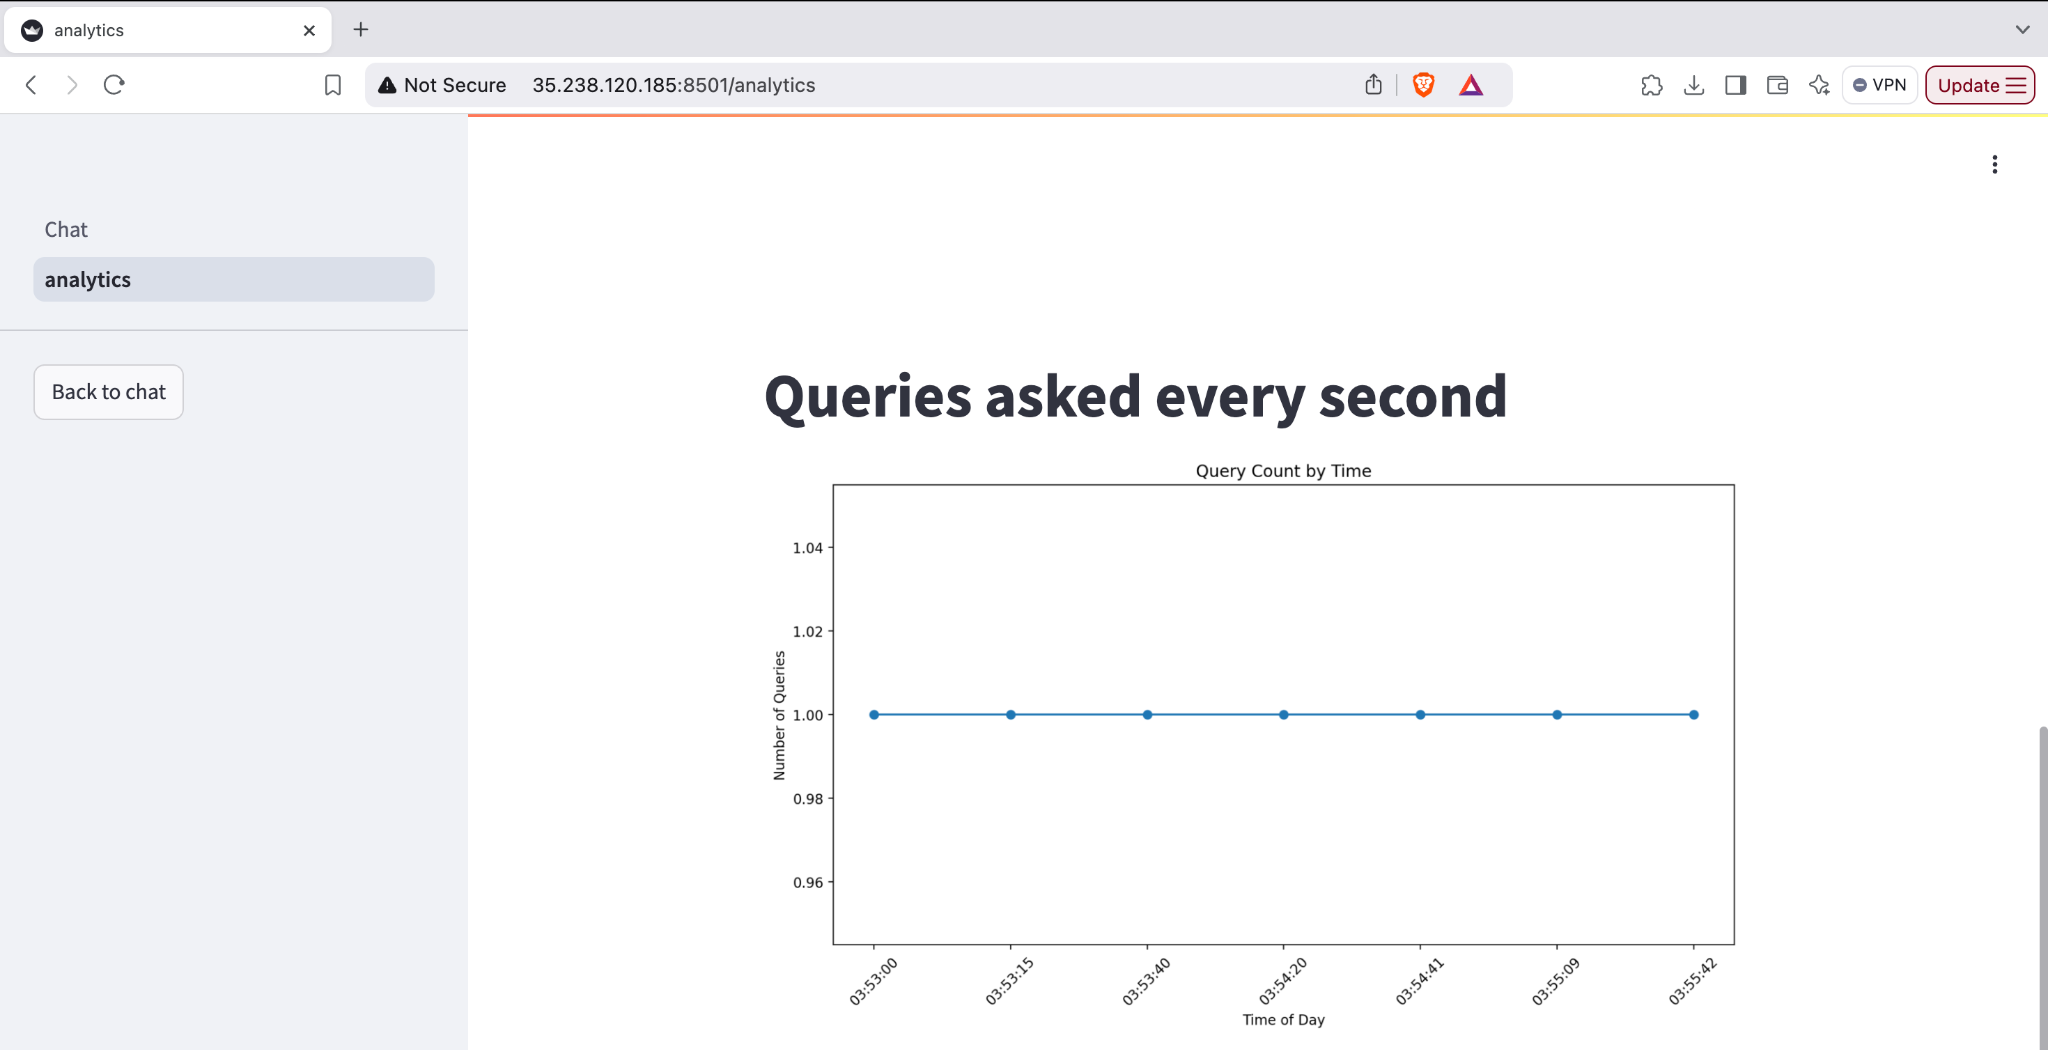 analytics
Not Secure 35.238.120.185:8501/analytics
VPN
Update
Chat
analytics
Back to chat
Queries asked every second
Query Count by Time
1.04
1.02
1.00
0.98
0.96
Number of Queries
03:53:00 03:53:15 03:53:40 03:54:20 03:54:41 03:55:09 03:55:42
Time of Day